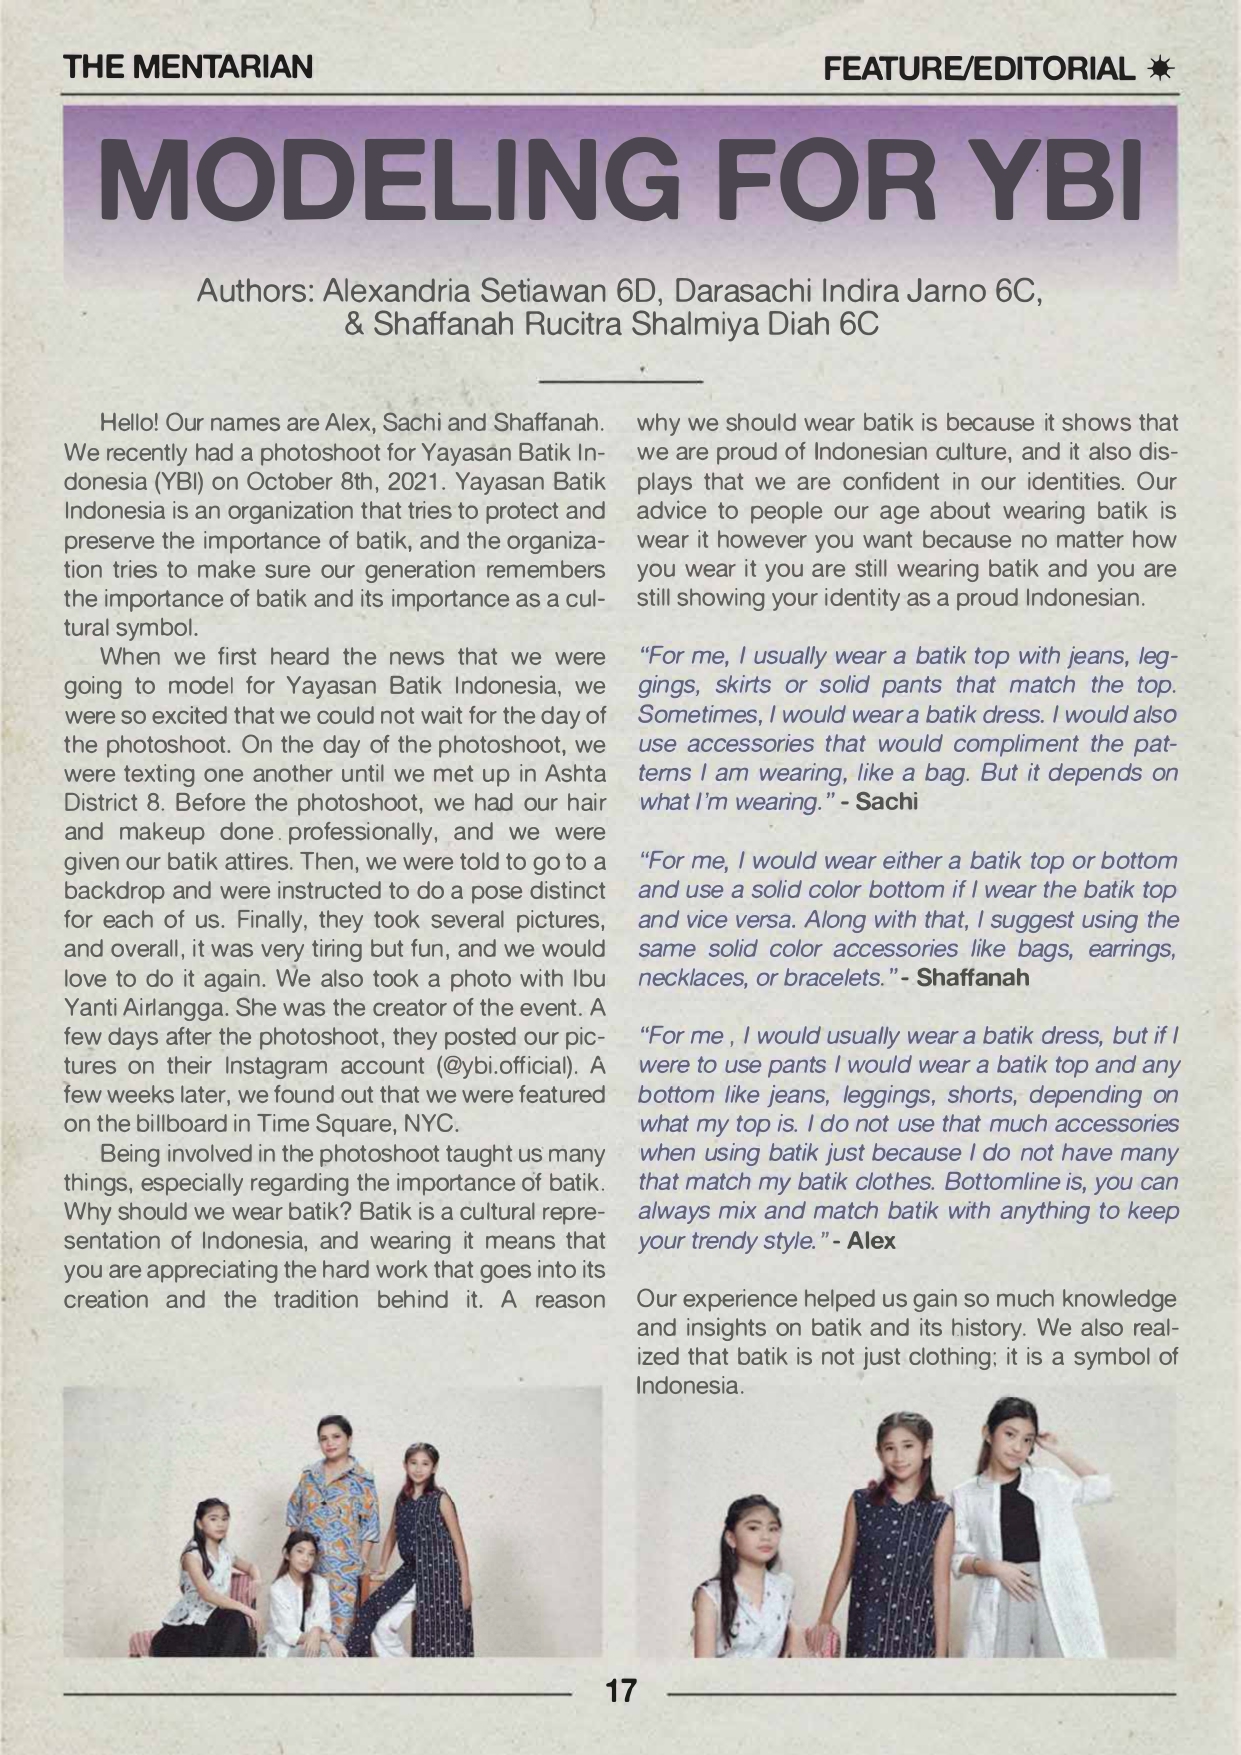 THE MENTARIAN
FEATURE/EDITORIAL
MODELING FOR YBI
Authors: Alexandria Setiawan 6D, Darasachi Indira Jarno 6C,
& Shaffanah Rucitra Shalmiya Diah 6C
Hello! Our names are Alex, Sachi and Shaffanah.
We recently had a photoshoot for Yayasan Batik In-
donesia (YBI) on October 8th, 2021. Yayasan Batik
Indonesia is an organization that tries to protect and
preserve the importance of batik, and the organiza-
tion tries to make sure our generation remembers
the importance of batik and its importance as a cul-
tural symbol.
When we first heard the news that we were
going to model for Yayasan Batik Indonesia, we
were so excited that we could not wait for the day of
the photoshoot. On the day of the photoshoot, we
were texting one another until we met up in Ashta
District 8. Before the photoshoot, we had our hair
and makeup done professionally, and we were
given our batik attires. Then, we were told to go to a
backdrop and were instructed to do a pose distinct
for each of us. Finally, they took several pictures,
and overall, it was very tiring but fun, and we would
love to do it again. We also took a photo with Ibu
Yanti Airlangga. She was the creator of the event. A
few days after the photoshoot, they posted our pic-
tures on their Instagram account (@ybi.official). A
few weeks later, we found out that we were featured
on the billboard in Time Square, NYC.
Being involved in the photoshoot taught us many
things, especially regarding the importance of batik.
Why should we wear batik? Batik is a cultural repre-
sentation of Indonesia, and wearing it means that
you are appreciating the hard work that goes into its
creation and the tradition behind it. A reason
why we should wear batik is because it shows that
we are proud of Indonesian culture, and it also dis-
plays that we are confident in our identities. Our
advice to people our age about wearing batik is
wear it however you want because no matter how
you wear it you are still wearing batik and you are
still showing your identity as a proud Indonesian.
“For me, I usually wear a batik top with jeans, leg-
gings, skirts or solid pants that match the top.
Sometimes, I would wear a batik dress. I would also
use accessories that would compliment the pat-
terns I am wearing, like a bag. But it depends on
what I’m wearing.” - Sachi
“For me, I would wear either a batik top or bottom
and use a solid color bottom if I wear the batik top
and vice versa. Along with that, I suggest using the
same solid color accessories like bags, earrings,
necklaces, or bracelets.” - Shaffanah
“For me , I would usually wear a batik dress, but if I
were to use pants I would wear a batik top and any
bottom like jeans, leggings, shorts, depending on
what my top is. I do not use that much accessories
when using batik just because I do not have many
that match my batik clothes. Bottomline is, you can
always mix and match batik with anything to keep
your trendy style.” - Alex
Our experience helped us gain so much knowledge
and insights on batik and its history. We also real-
ized that batik is not just clothing; it is a symbol of
Indonesia.
17